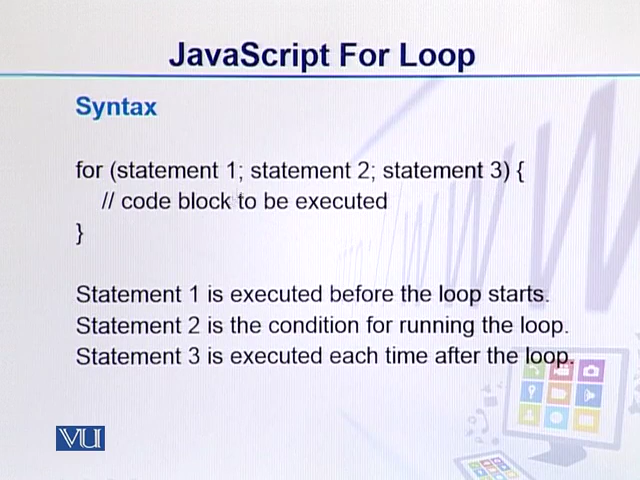 JavaScript For Loop
Syntax
for (statement 1; statement 2; statement 3) {
// code block to be executed
}
Statement 1 is executed before the loop starts.
Statement 2 is the condition for running the loop.
Statement 3 is executed each time after the loop.
VU